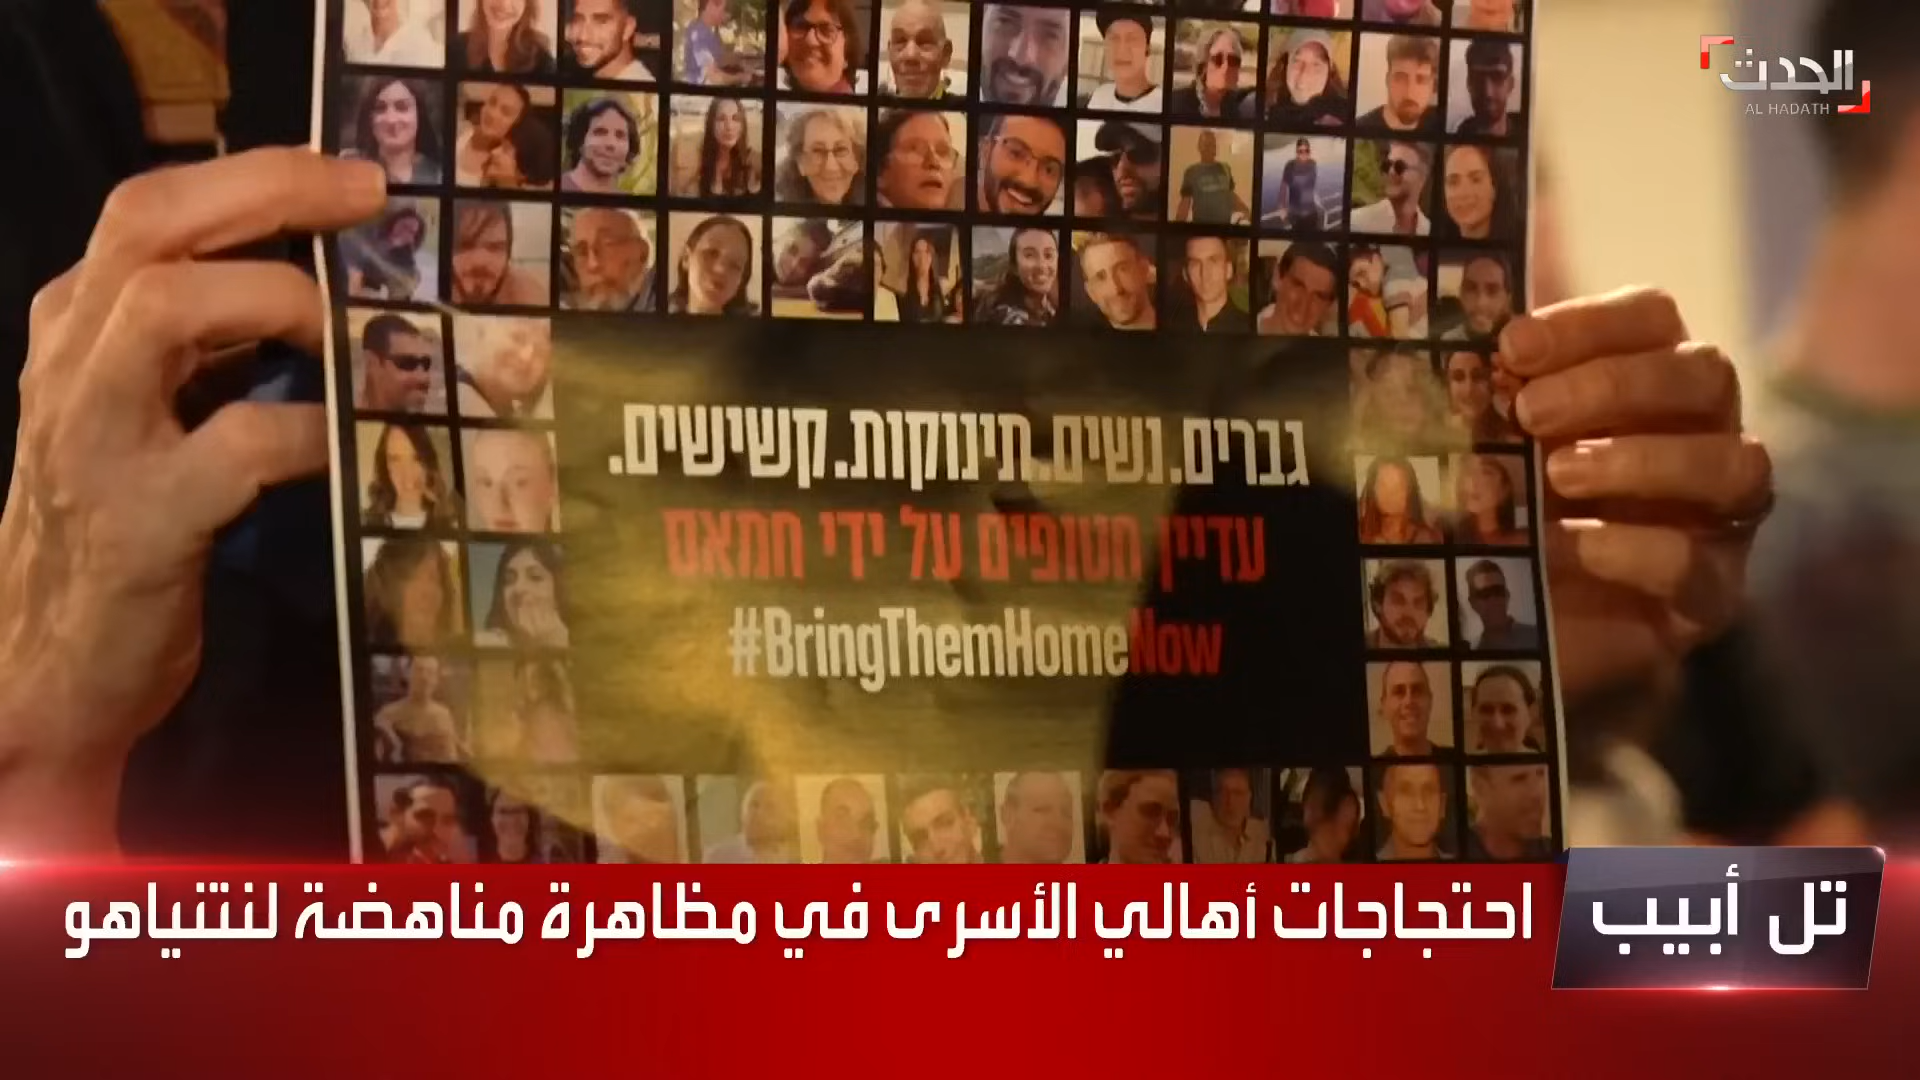 الحدث
AL HADATH
גברים.נשים.תינוקות.קשישים.
עדיין חטופים על ידי חמאס
#BringThemHomeNow
تل أبيب
احتجاجات أهالي الأسرى في مظاهرة مناهضة لنتنياهو